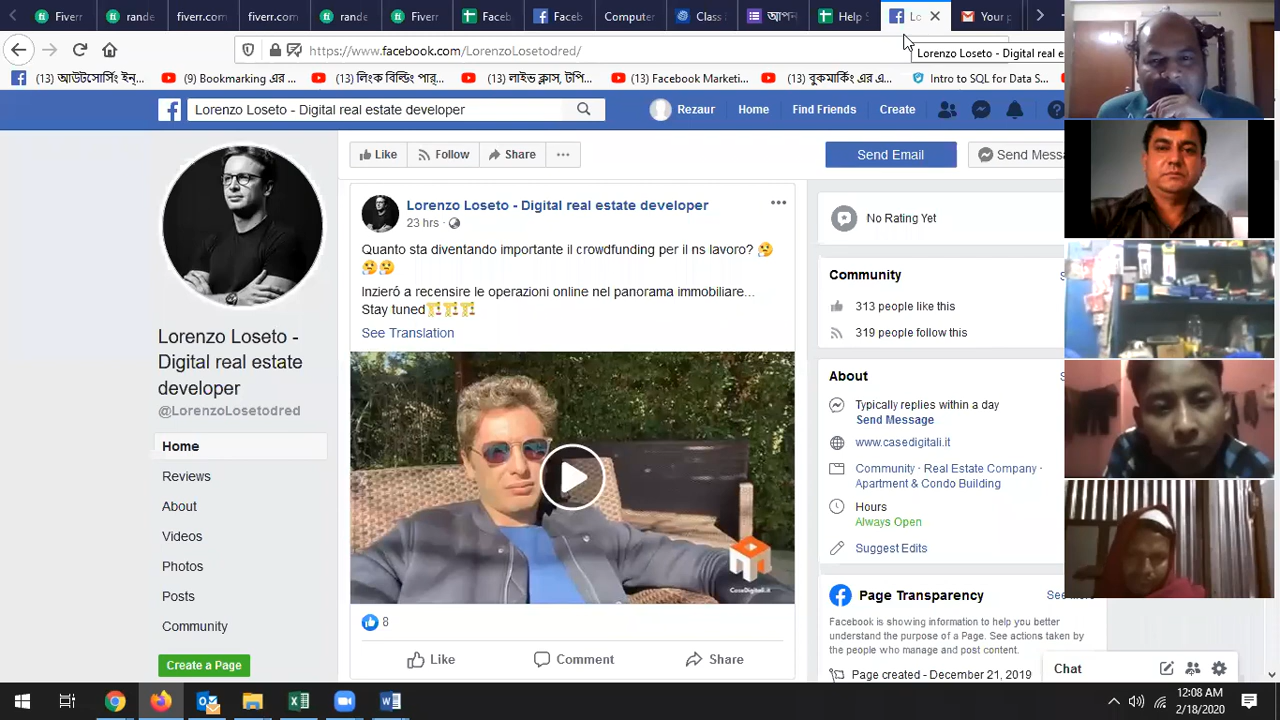 Fiverr
rande
fiverr.com
fiverr.com
rande
Fiverr
Faceb
Faceb
Computer
Class
আপন
Help S
Lo
Your p
https://www.facebook.com/LorenzoLosetodred/
Lorenzo Loseto - Digital real e
(13) আউটসোর্সিং ইন্...
(9) Bookmarking এর ...
(13) লিংক বিল্ডিং পার্...
(13) লাইভ ক্লাস, টপি...
(13) Facebook Marketi...
(13) বুকমার্কিং এর এ...
Intro to SQL for Data S...
Lorenzo Loseto - Digital real estate developer
Rezaur
Home
Find Friends
Create
Like
Follow
Share
Send Email
Send Messa
Lorenzo Loseto -
Digital real estate
developer
@LorenzoLosetodred
Home
Reviews
About
Videos
Photos
Posts
Community
Create a Page
Lorenzo Loseto - Digital real estate developer
23 hrs ·
Quanto sta diventando importante il crowdfunding per il ns lavoro? 🤔
🤔🤔
Inzieró a recensire le operazioni online nel panorama immobiliare...
Stay tuned
See Translation
CaseDigitali.it
8
Like
Comment
Share
No Rating Yet
Community
313 people like this
319 people follow this
About
Typically replies within a day
Send Message
www.casedigitali.it
Community · Real Estate Company ·
Apartment & Condo Building
Hours
Always Open
Suggest Edits
Page Transparency
See More
Facebook is showing information to help you better
understand the purpose of a Page. See actions taken
by the people who manage and post content.
Page created - December 21, 2019
Chat
12:08 AM
2/18/2020